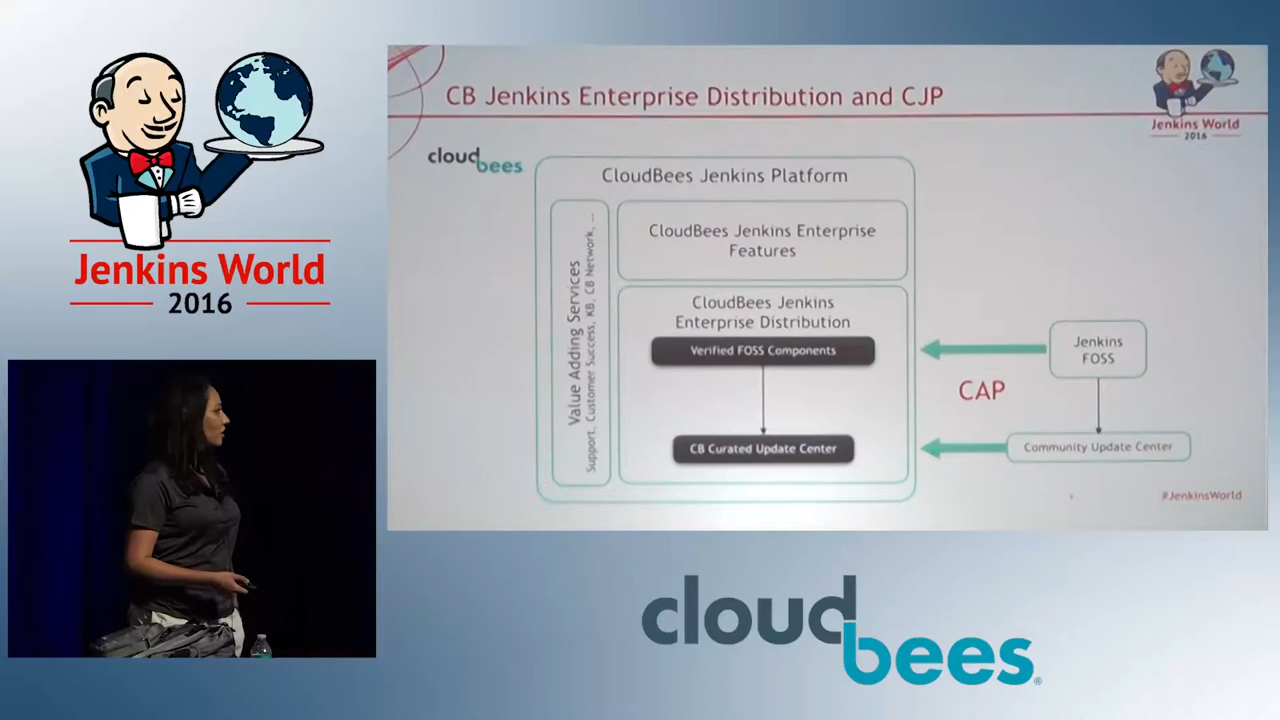 Jenkins World
2016
CB Jenkins Enterprise Distribution and CJP
Jenkins World
2016
cloudbees
CloudBees Jenkins Platform
Value Adding Services
Support, Customer Success, KB, CB Network, ...
CloudBees Jenkins Enterprise
Features
CloudBees Jenkins
Enterprise Distribution
Verified FOSS Components
CB Curated Update Center
CAP
Jenkins
FOSS
Community Update Center
#JenkinsWorld
cloudbees®